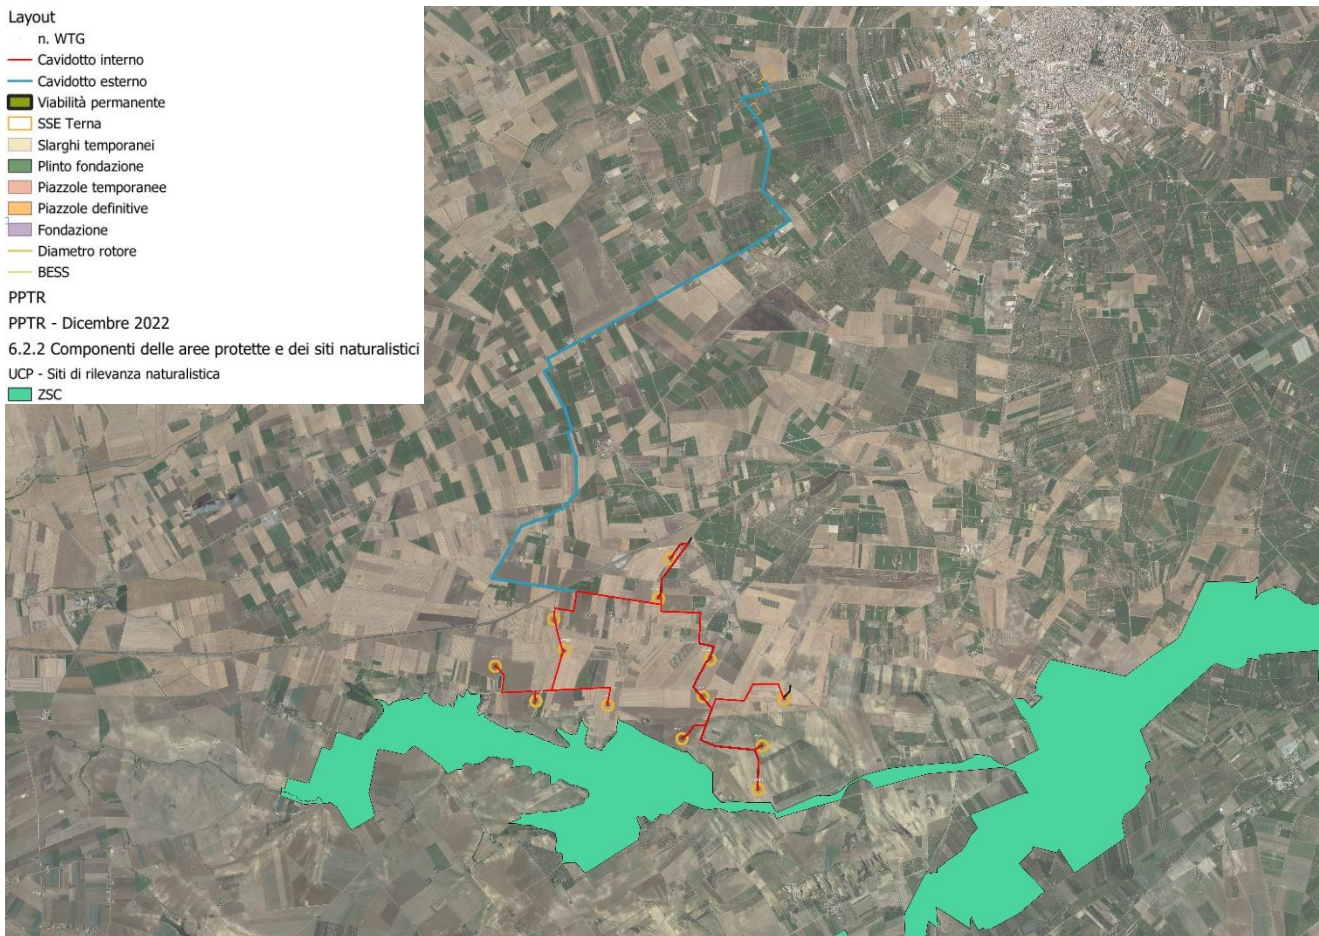 Layout
n. WTG
Cavidotto interno
Cavidotto esterno
Viabilità permanente
SSE Terna
Slarghi temporanei
Plinto fondazione
Piazzole temporanee
Piazzole definitive
Fondazione
Diametro rotore
BESS
PPTR
PPTR - Dicembre 2022
6.2.2 Componenti delle aree protette e dei siti naturalistici
UCP - Siti di rilevanza naturalistica
ZSC